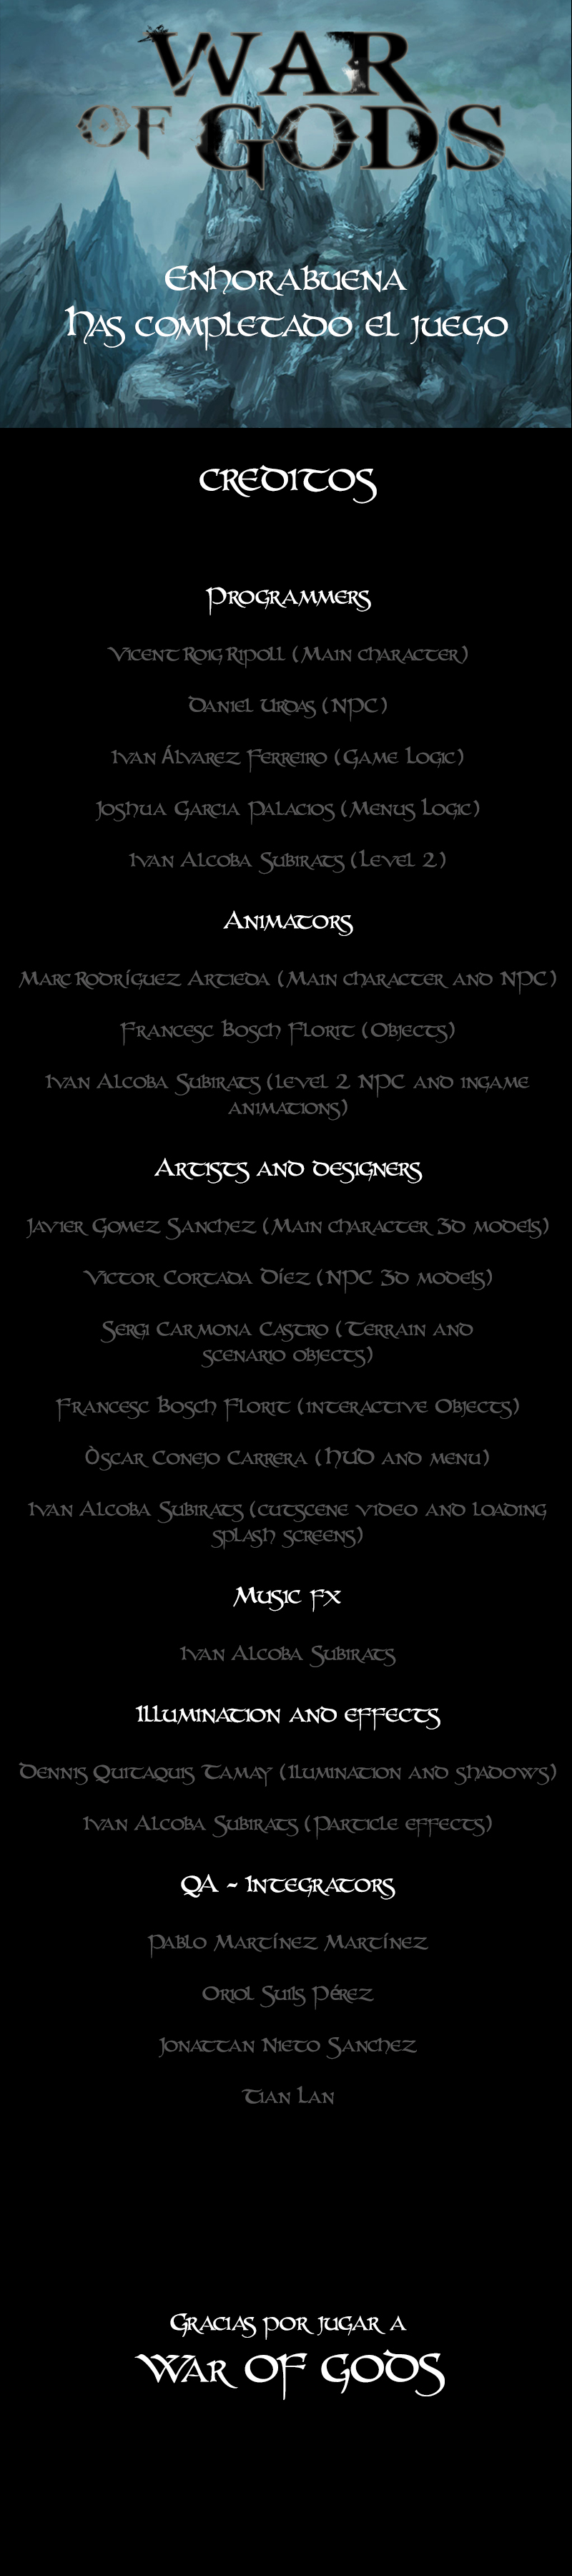 WAR
OF GODS
Enhorabuena
Has completado el juego
creditos
Programmers
Vicent Roig Ripoll (Main character)
Daniel Urdas (NPC)
Ivan Álvarez Ferreiro (Game Logic)
Joshua Garcia Palacios (Menus Logic)
Ivan Alcoba Subirats (Level 2)
Animators
Marc Rodríguez Artieda (Main character and NPC)
Francesc Bosch Florit (Objects)
Ivan Alcoba Subirats (level 2 NPC and ingame
animations)
Artists and designers
Javier Gomez Sanchez (Main character 3d models)
Victor Cortada Díez (NPC 3d models)
Sergi Carmona Castro (Terrain and
scenario objects)
Francesc Bosch Florit (interactive Objects)
Òscar Conejo Carrera (HUD and menu)
Ivan Alcoba Subirats (cutscene video and loading
splash screens)
Music fx
Ivan Alcoba Subirats
Illumination and effects
Dennis Quitaquis Tamay (Ilumination and shadows)
Ivan Alcoba Subirats (Particle effects)
QA - Integrators
Pablo Martínez Martínez
Oriol Suils Pérez
Jonattan Nieto Sanchez
Tian Lan
Gracias por jugar a
War OF GODS